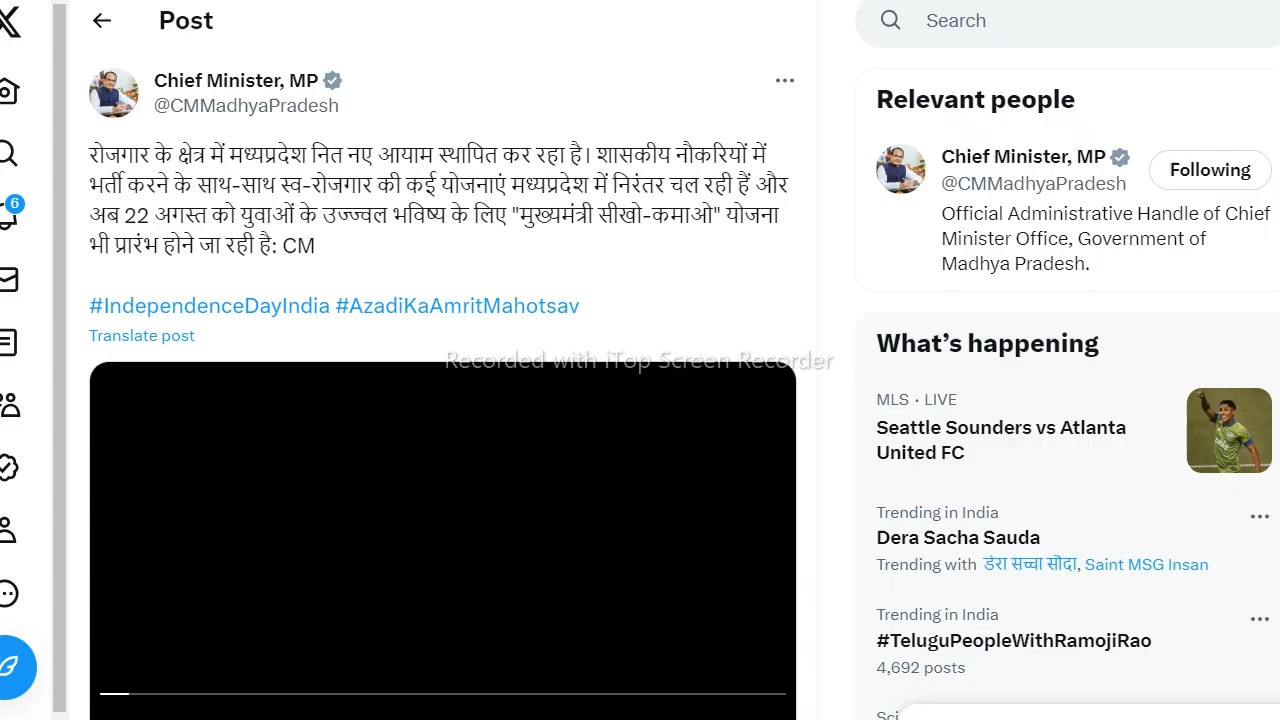 Post
Search
Chief Minister, MP
@CMMadhyaPradesh
रोजगार के क्षेत्र में मध्यप्रदेश नित नए आयाम स्थापित कर रहा है। शासकीय नौकरियों में
भर्ती करने के साथ-साथ स्व-रोजगार की कई योजनाएं मध्यप्रदेश में निरंतर चल रही हैं और
अब 22 अगस्त को युवाओं के उज्ज्वल भविष्य के लिए "मुख्यमंत्री सीखो-कमाओ" योजना
भी प्रारंभ होने जा रही है: CM
#IndependenceDayIndia #AzadiKaAmritMahotsav
Translate post
Recorded with iTop Screen Recorder
6
Relevant people
Chief Minister, MP
@CMMadhyaPradesh
Following
Official Administrative Handle of Chief
Minister Office, Government of
Madhya Pradesh.
What's happening
MLS · LIVE
Seattle Sounders vs Atlanta
United FC
Trending in India
Dera Sacha Sauda
Trending with डेरा सच्चा सौदा, Saint MSG Insan
Trending in India
#TeluguPeopleWithRamojiRao
4,692 posts